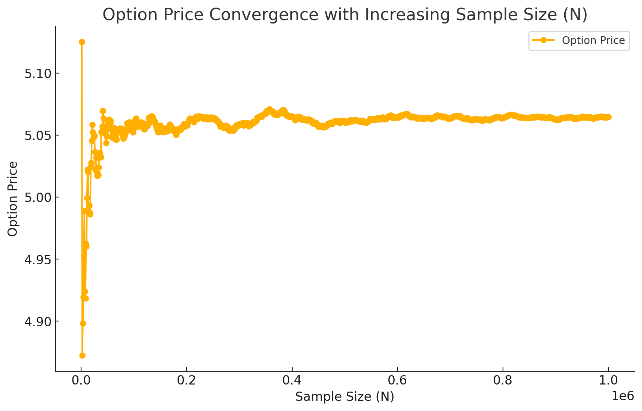 Option Price Convergence with Increasing Sample Size (N)
Option Price
5.10
5.05
5.00
4.95
4.90
Option Price
0.0 0.2 0.4 0.6 0.8 1.0
1e6
Sample Size (N)